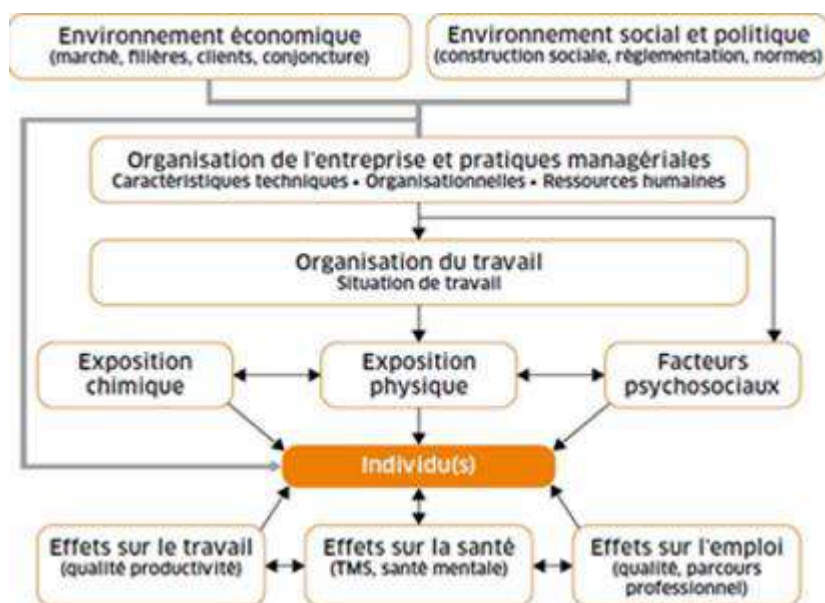 Environnement économique
(marché, filières, clients, conjoncture)
Environnement social et politique
(construction sociale, règlementation, normes)
Organisation de l'entreprise et pratiques managériales
Caractéristiques techniques • Organisationnelles • Ressources humaines
Organisation du travail
Situation de travail
Exposition
chimique
Exposition
physique
Facteurs
psychosociaux
Individu(s)
Effets sur le travail
(qualité productivité)
Effets sur la santé
(TMS, santé mentale)
Effets sur l'emploi
(qualité, parcours
professionnel)